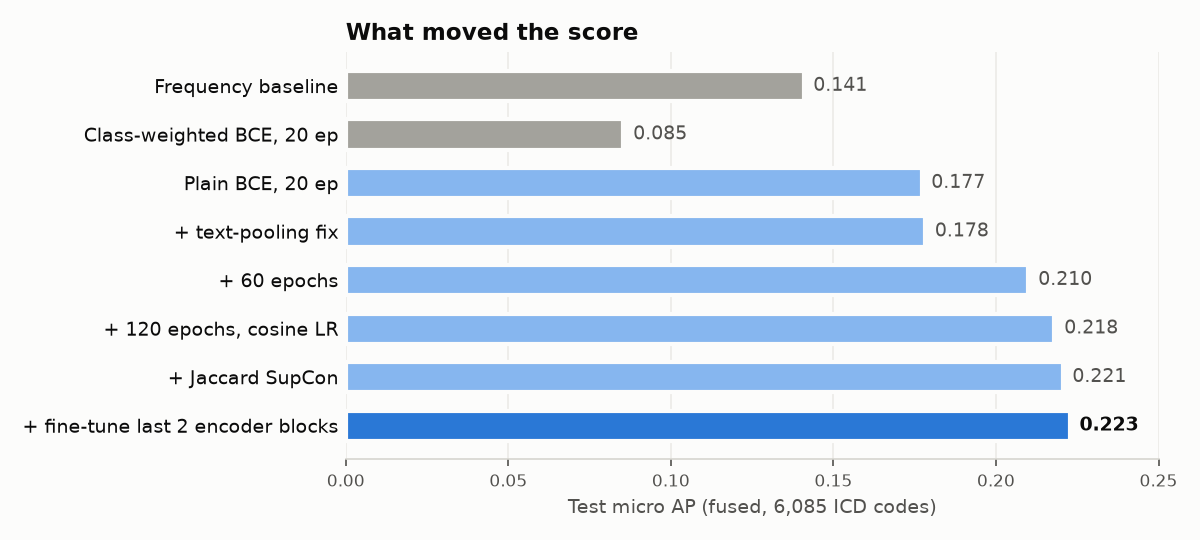 What moved the score
Frequency baseline 0.141
Class-weighted BCE, 20 ep 0.085
Plain BCE, 20 ep 0.177
+ text-pooling fix 0.178
+ 60 epochs 0.210
+ 120 epochs, cosine LR 0.218
+ Jaccard SupCon 0.221
+ fine-tune last 2 encoder blocks 0.223
0.00 0.05 0.10 0.15 0.20 0.25
Test micro AP (fused, 6,085 ICD codes)